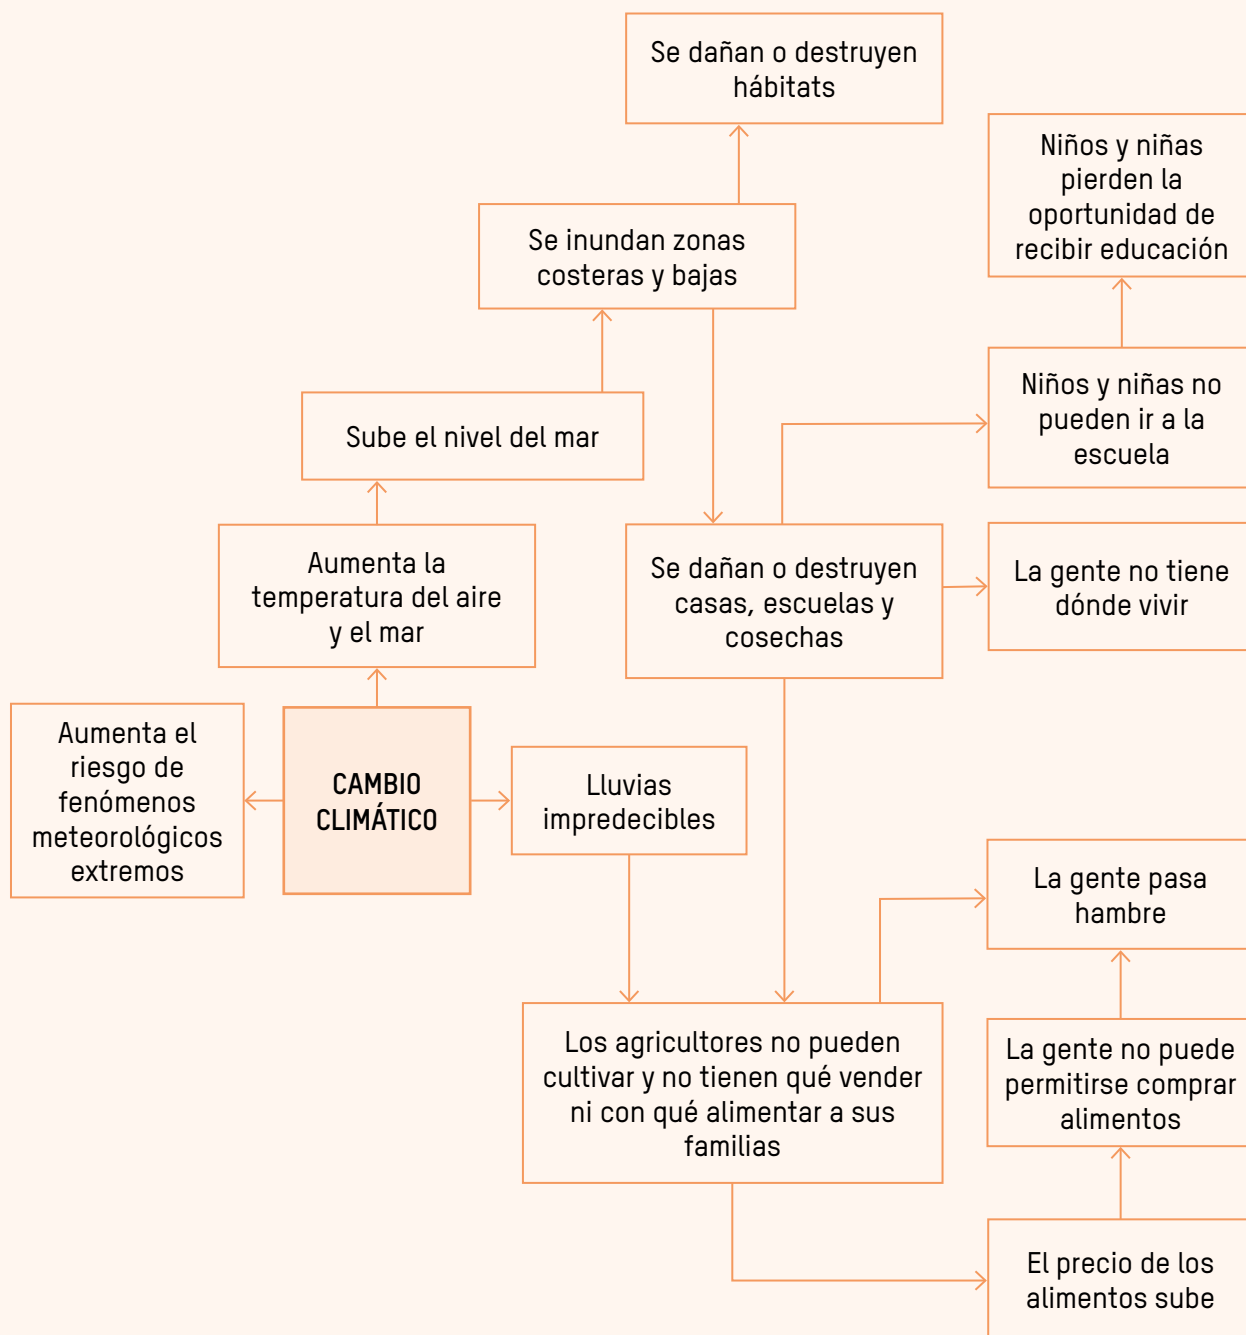 Se dañan o destruyen
hábitats
Niños y niñas
pierden la
oportunidad de
recibir educación
Se inundan zonas
costeras y bajas
Niños y niñas no
pueden ir a la
escuela
Sube el nivel del mar
Aumenta la
temperatura del aire
y el mar
Se dañan o destruyen
casas, escuelas y
cosechas
La gente no tiene
dónde vivir
Aumenta el
riesgo de
fenómenos
meteorológicos
extremos
CAMBIO
CLIMÁTICO
Lluvias
impredecibles
La gente pasa
hambre
Los agricultores no pueden
cultivar y no tienen qué vender
ni con qué alimentar a sus
familias
La gente no puede
permitirse comprar
alimentos
El precio de los
alimentos sube